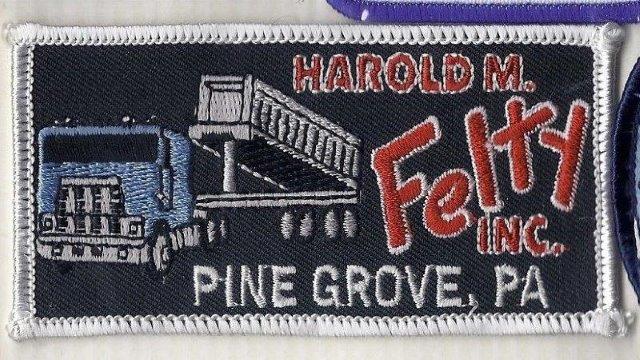 HAROLD M.
Felty
INC.
PINE GROVE, PA